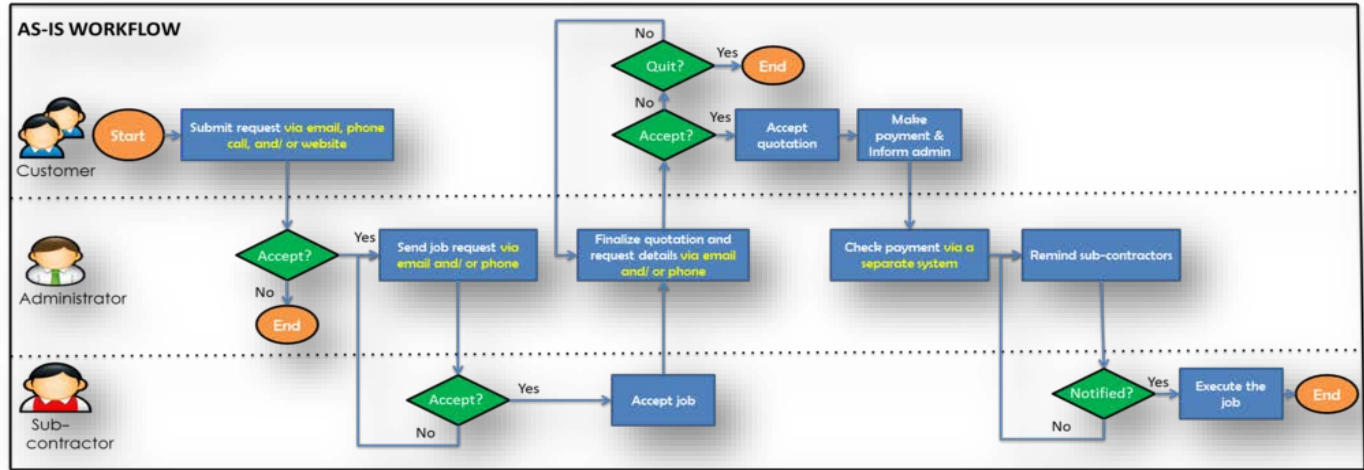 AS-IS WORKFLOW
Customer
Start
Submit request via email, phone
call, and/ or website
No
Quit?
Yes
End
No
Accept?
Yes
Accept
quotation
Make
payment &
Inform admin
Administrator
Accept?
Yes
No
End
Send job request via
email and/ or phone
Finalize quotation and
request details via email
and/ or phone
Check payment via a
separate system
Remind sub-contractors
Sub-
contractor
Accept?
Yes
No
Accept job
Notified?
Yes
No
Execute the
job
End